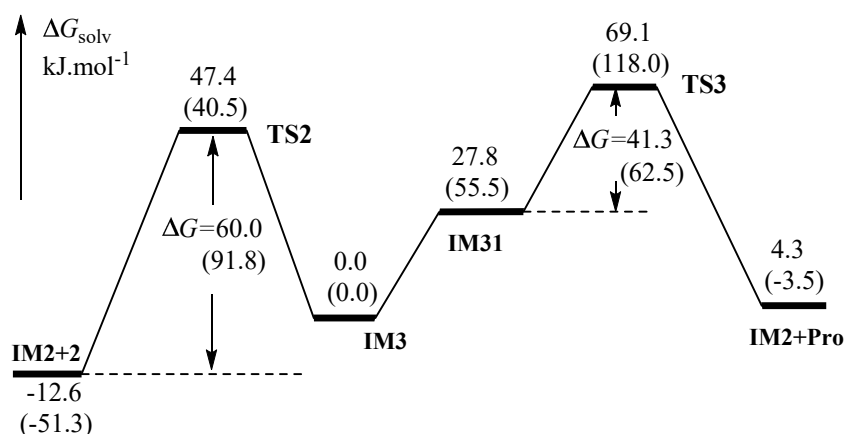 ΔG_solv
kJ.mol⁻¹
47.4
(40.5)
TS2
ΔG=60.0
(91.8)
IM2+2
-12.6
(-51.3)
0.0
(0.0)
IM3
27.8
(55.5)
IM31
69.1
(118.0)
TS3
ΔG=41.3
(62.5)
4.3
(-3.5)
IM2+Pro